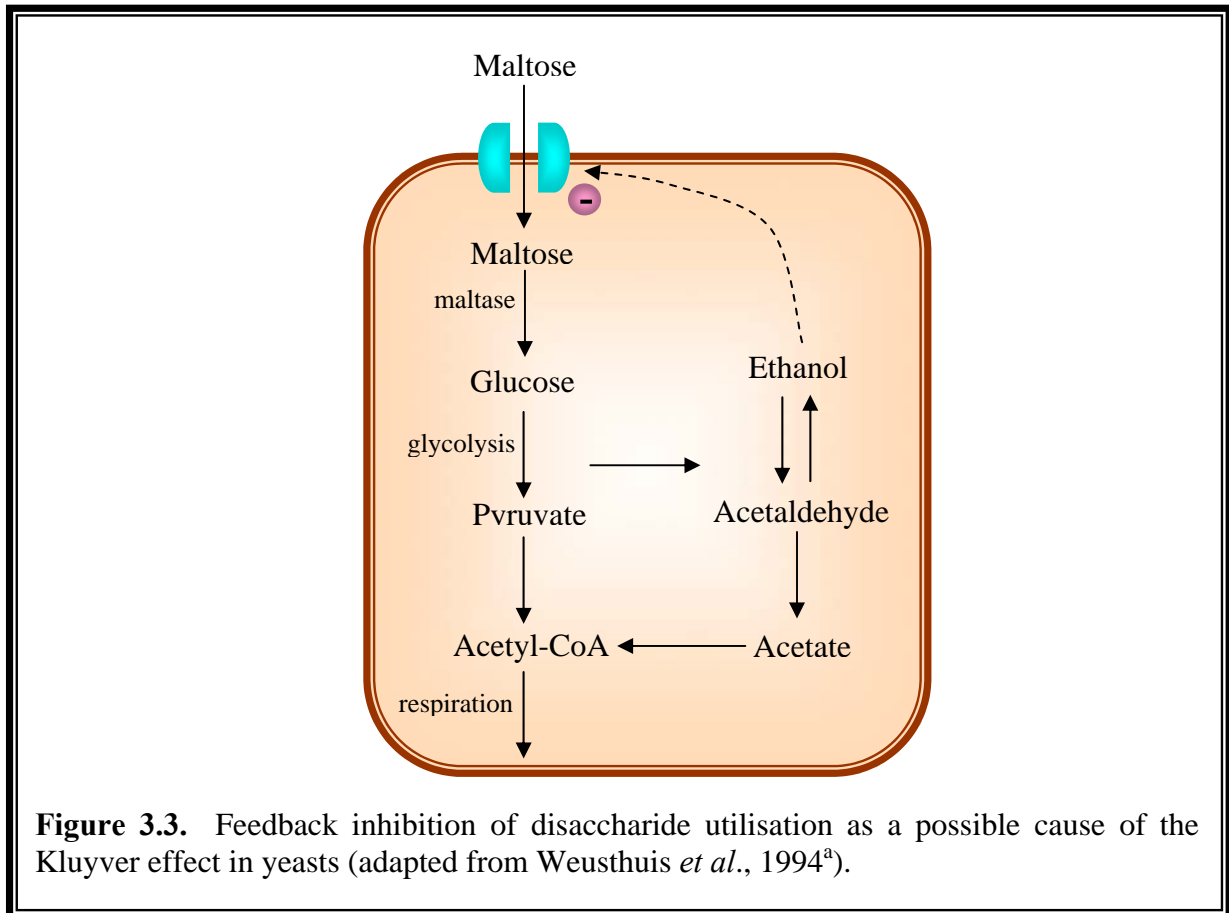 Maltose
-
Maltose
maltase
Glucose
Ethanol
glycolysis
Pvruvate
Acetaldehyde
Acetyl-CoA
Acetate
respiration
Figure 3.3. Feedback inhibition of disaccharide utilisation as a possible cause of the
Kluyver effect in yeasts (adapted from Weusthuis et al., 1994a).